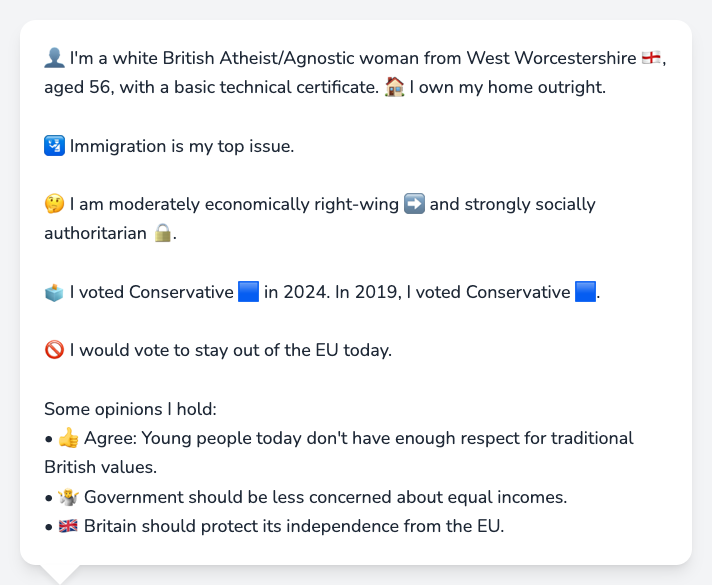 👤 I'm a white British Atheist/Agnostic woman from West Worcestershire 🏴󠁧󠁢󠁥󠁮󠁧󠁿,
aged 56, with a basic technical certificate. 🏠 I own my home outright.
🛂 Immigration is my top issue.
🤔 I am moderately economically right-wing ➡️ and strongly socially
authoritarian 🔒.
🗳️ I voted Conservative 🟦 in 2024. In 2019, I voted Conservative 🟦.
🚫 I would vote to stay out of the EU today.
Some opinions I hold:
• 👍 Agree: Young people today don't have enough respect for traditional
British values.
• 🤷 Government should be less concerned about equal incomes.
• 🇬🇧 Britain should protect its independence from the EU.